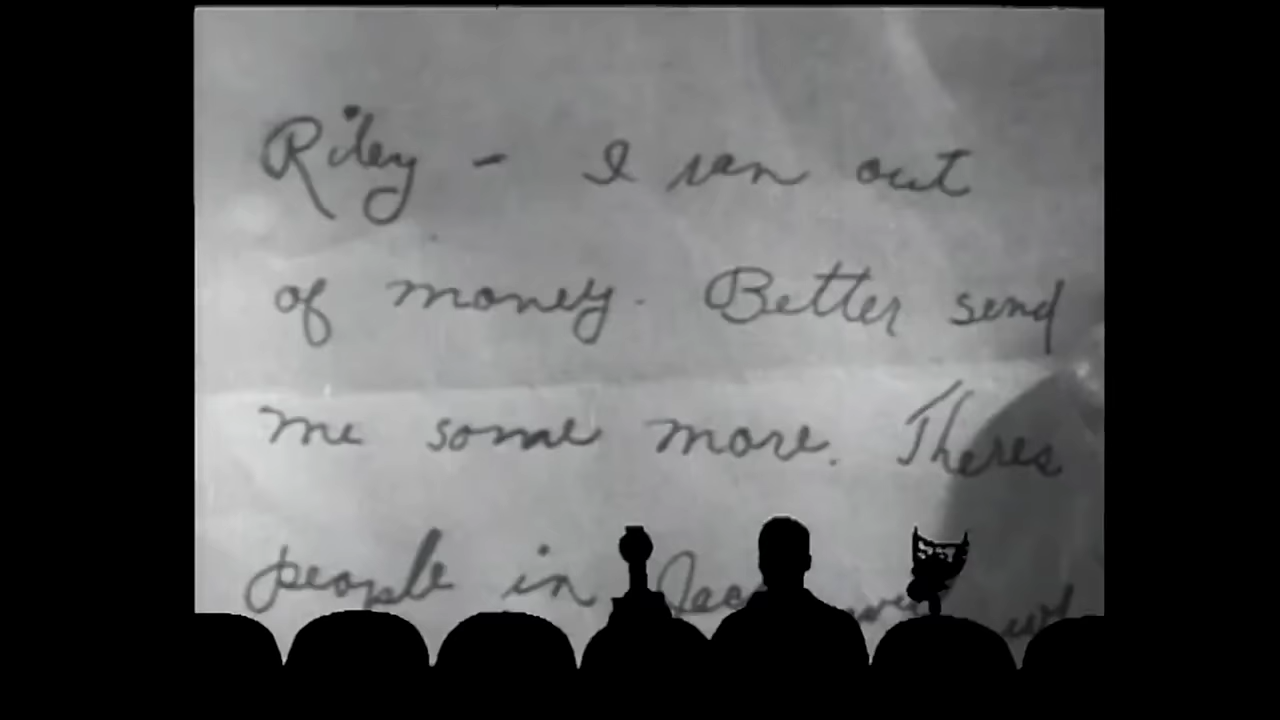 Riley - I ran out
of money. Better send
me some more. Theres
people in